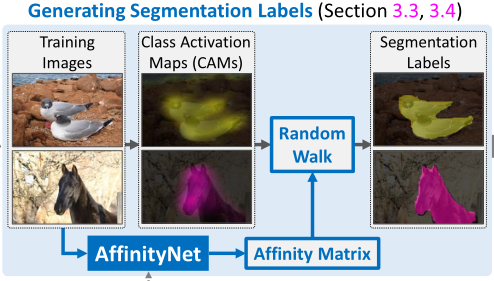 Generating Segmentation Labels (Section 3.3, 3.4)
Training
Images
Class Activation
Maps (CAMs)
Segmentation
Labels
Random
Walk
AffinityNet
Affinity Matrix